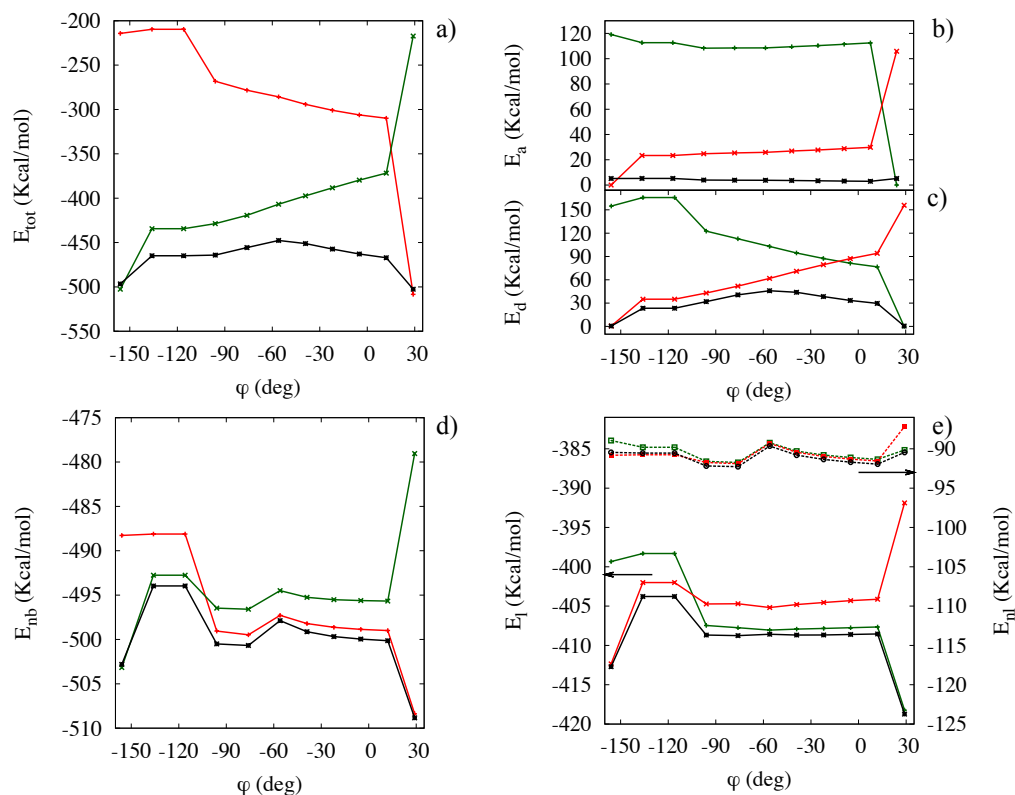 a)
-200
-250
-300
-350
-400
-450
-500
-550
E_tot (Kcal/mol)
-150 -120 -90 -60 -30 0 30
φ (deg)
b)
120
100
80
60
40
20
0
E_a (Kcal/mol)
c)
150
120
90
60
30
0
E_d (Kcal/mol)
-150 -120 -90 -60 -30 0 30
φ (deg)
d)
-475
-480
-485
-490
-495
-500
-505
-510
E_nb (Kcal/mol)
-150 -120 -90 -60 -30 0 30
φ (deg)
e)
-385
-387
-391
-395
-400
-405
-410
-415
-420
E_l (Kcal/mol)
-90
-91
-95
-100
-105
-110
-115
-120
-125
E_nl (Kcal/mol)
-150 -120 -90 -60 -30 0 30
φ (deg)